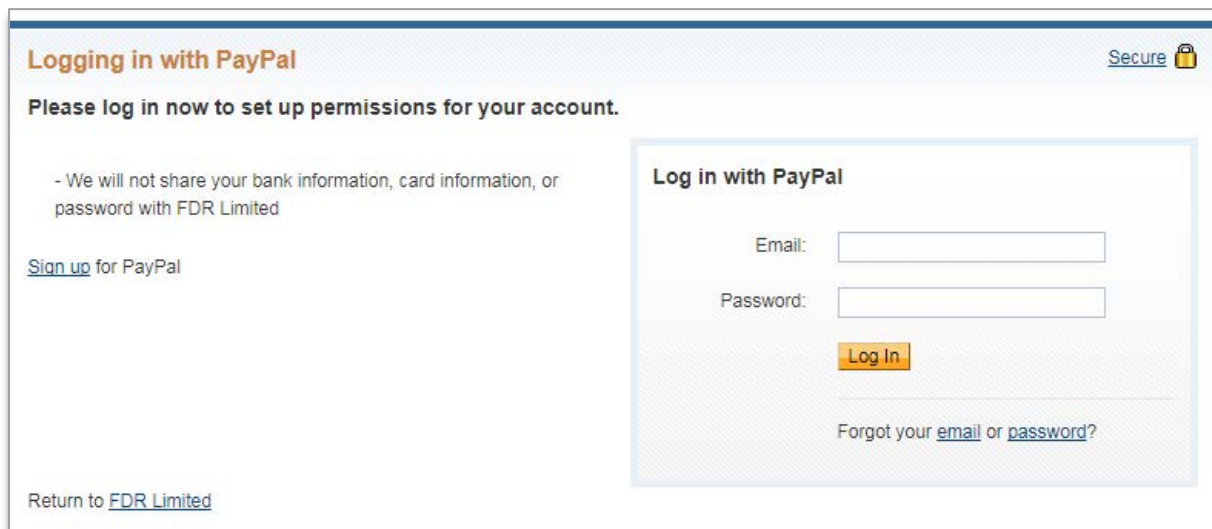 Logging in with PayPal
Secure
Please log in now to set up permissions for your account.
- We will not share your bank information, card information, or
password with FDR Limited
Sign up for PayPal
Log in with PayPal
Email:
Password:
Log In
Forgot your email or password?
Return to FDR Limited